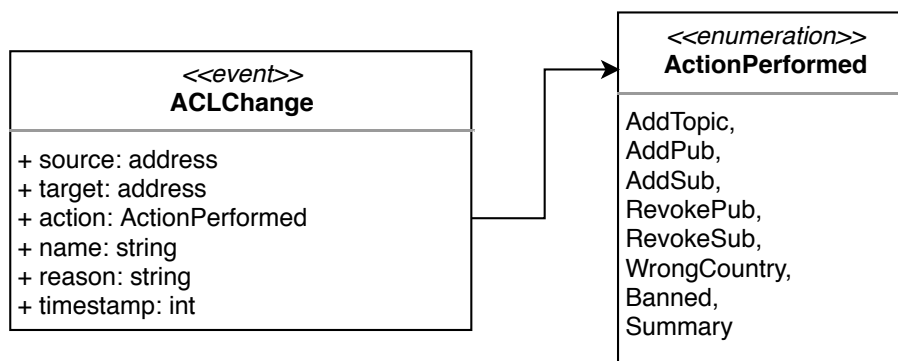 <<event>>
ACLChange
+ source: address
+ target: address
+ action: ActionPerformed
+ name: string
+ reason: string
+ timestamp: int
<<enumeration>>
ActionPerformed
AddTopic,
AddPub,
AddSub,
RevokePub,
RevokeSub,
WrongCountry,
Banned,
Summary